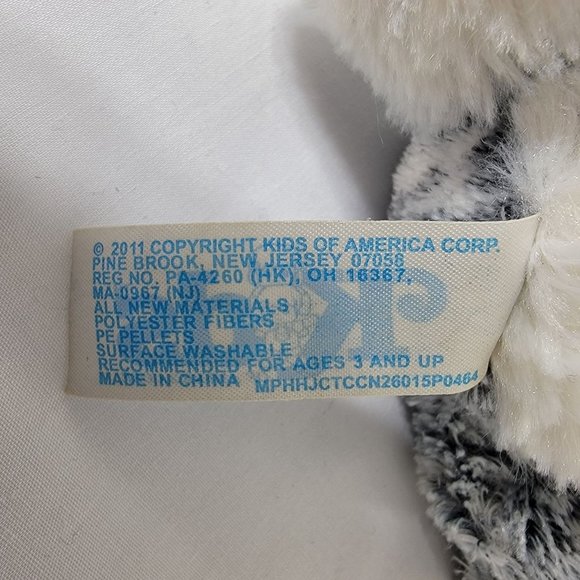 © 2011 COPYRIGHT KIDS OF AMERICA CORP.
PINE BROOK, NEW JERSEY 07058
REG NO. PA-4260 (HK), OH 16367,
MA-0967 (NJ)
ALL NEW MATERIALS
POLYESTER FIBERS
PE PELLETS
SURFACE WASHABLE
RECOMMENDED FOR AGES 3 AND UP
MADE IN CHINA MPHHJCTCCN26015P0464